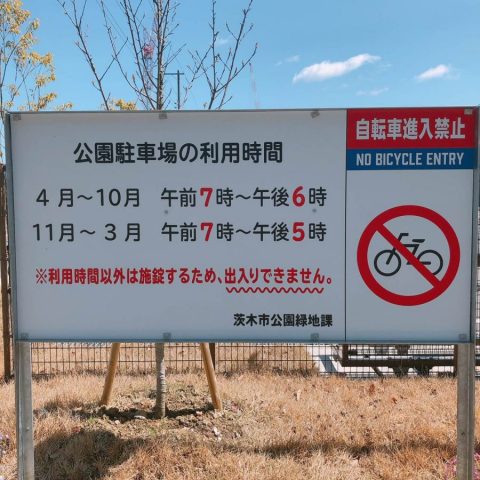 公園駐車場の利用時間
4月～10月 午前7時～午後6時
11月～3月 午前7時～午後5時
※利用時間以外は施錠するため、出入りできません。
茨木市公園緑地課
自転車進入禁止
NO BICYCLE ENTRY